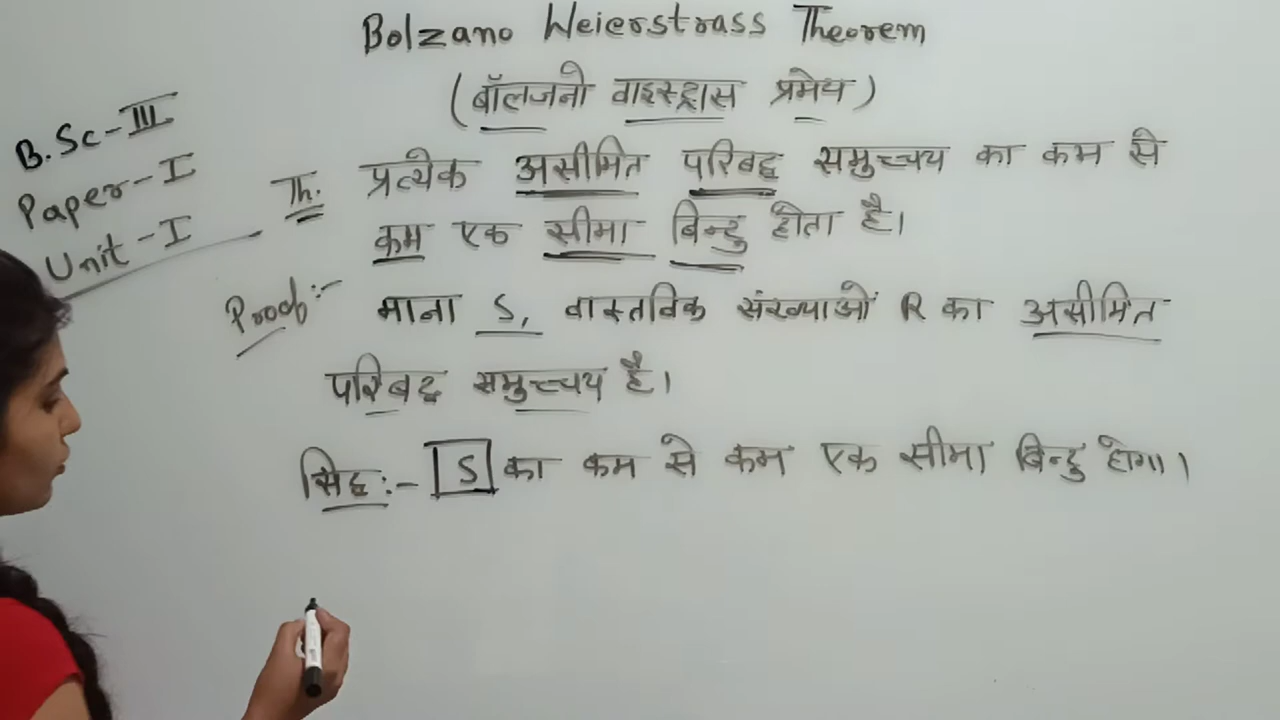 Bolzano Weierstrass Theorem
(बॉलजनो वाइस्ट्रास प्रमेय)
B.Sc-III
Paper-I
Unit-I
Th: प्रत्येक असीमित परिबद्ध समुच्चय का कम से
कम एक सीमा बिन्दु होता है।
Proof:- माना S, वास्तविक संख्याओं R का असीमित
परिबद्ध समुच्चय है।
सिद्ध:- S का कम से कम एक सीमा बिन्दु होगा।